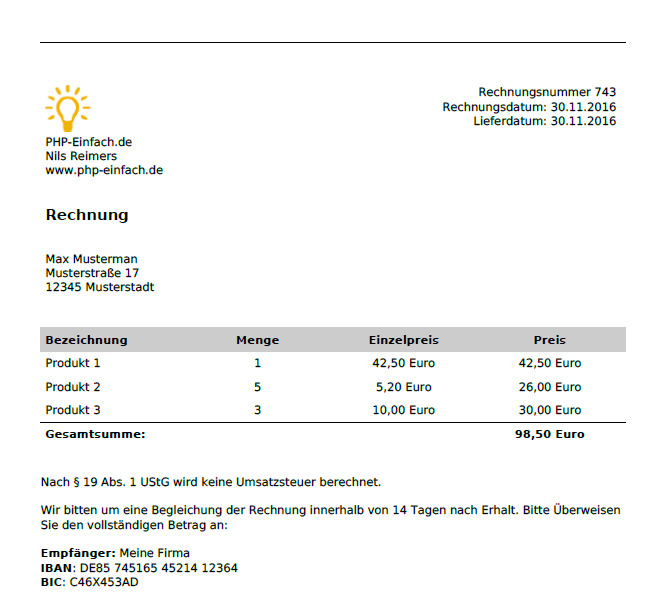 Rechnungsnummer 743
Rechnungsdatum: 30.11.2016
Lieferdatum: 30.11.2016
PHP-Einfach.de
Nils Reimers
www.php-einfach.de
Rechnung
Max Musterman
Musterstraße 17
12345 Musterstadt
Bezeichnung Menge Einzelpreis Preis
Produkt 1 1 42,50 Euro 42,50 Euro
Produkt 2 5 5,20 Euro 26,00 Euro
Produkt 3 3 10,00 Euro 30,00 Euro
Gesamtsumme: 98,50 Euro
Nach § 19 Abs. 1 UStG wird keine Umsatzsteuer berechnet.
Wir bitten um eine Begleichung der Rechnung innerhalb von 14 Tagen nach Erhalt. Bitte Überweisen
Sie den vollständigen Betrag an:
Empfänger: Meine Firma
IBAN: DE85 745165 45214 12364
BIC: C46X453AD